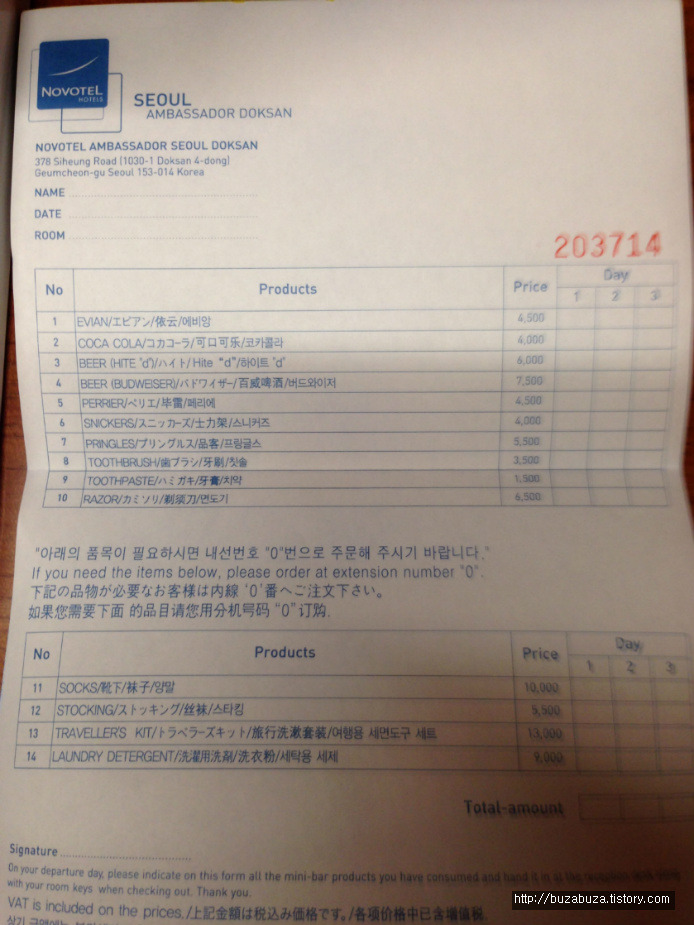 NOVOTEL
HOTELS
SEOUL
AMBASSADOR DOKSAN
NOVOTEL AMBASSADOR SEOUL DOKSAN
378 Siheung Road (1030-1 Doksan 4-dong)
Geumcheon-gu Seoul 153-014 Korea
NAME
DATE
ROOM
203714
No Products Price Day
1 2 3
1 EVIAN/エビアン/依云/에비앙 4,500
2 COCA COLA/コカコーラ/可口可乐/코카콜라 4,000
3 BEER (HITE "d")/ハイト/Hite “d”/하이트 "d" 6,000
4 BEER (BUDWEISER)/バドワイザー/百威啤酒/버드와이저 7,500
5 PERRIER/ペリエ/毕雷/페리에 4,500
6 SNICKERS/スニッカーズ/士力架/스니커즈 4,000
7 PRINGLES/プリングルス/品客/프링글스 5,500
8 TOOTHBRUSH/歯ブラシ/牙刷/칫솔 3,500
9 TOOTHPASTE/ハミガキ/牙膏/치약 1,500
10 RAZOR/カミソリ/剃须刀/면도기 6,500
"아래의 품목이 필요하시면 내선번호 "0"번으로 주문해 주시기 바랍니다."
If you need the items below, please order at extension number "0".
下記の品物が必要なお客様は内線 ‘0’番へご注文下さい。
如果您需要下面 的品目请您用分机号码 “0”订购.
No Products Price Day
1 2 3
11 SOCKS/靴下/袜子/양말 10,000
12 STOCKING/ストッキング/丝袜/스타킹 5,500
13 TRAVELLER'S KIT/トラベラーズキット/旅行洗漱套装/여행용 세면도구 세트 13,000
14 LAUNDRY DETERGENT/洗濯用洗剤/洗衣粉/세탁용 세제
Total-amount
Signature
On your departure day, please indicate on this form all the mini-bar products you have consumed and hand it in at the reception
with your room keys when checking out. Thank you.
VAT is included on the prices./上記金額は税込み価格です。/各项价格中已含增值税.
http://buzabuza.tistory.com